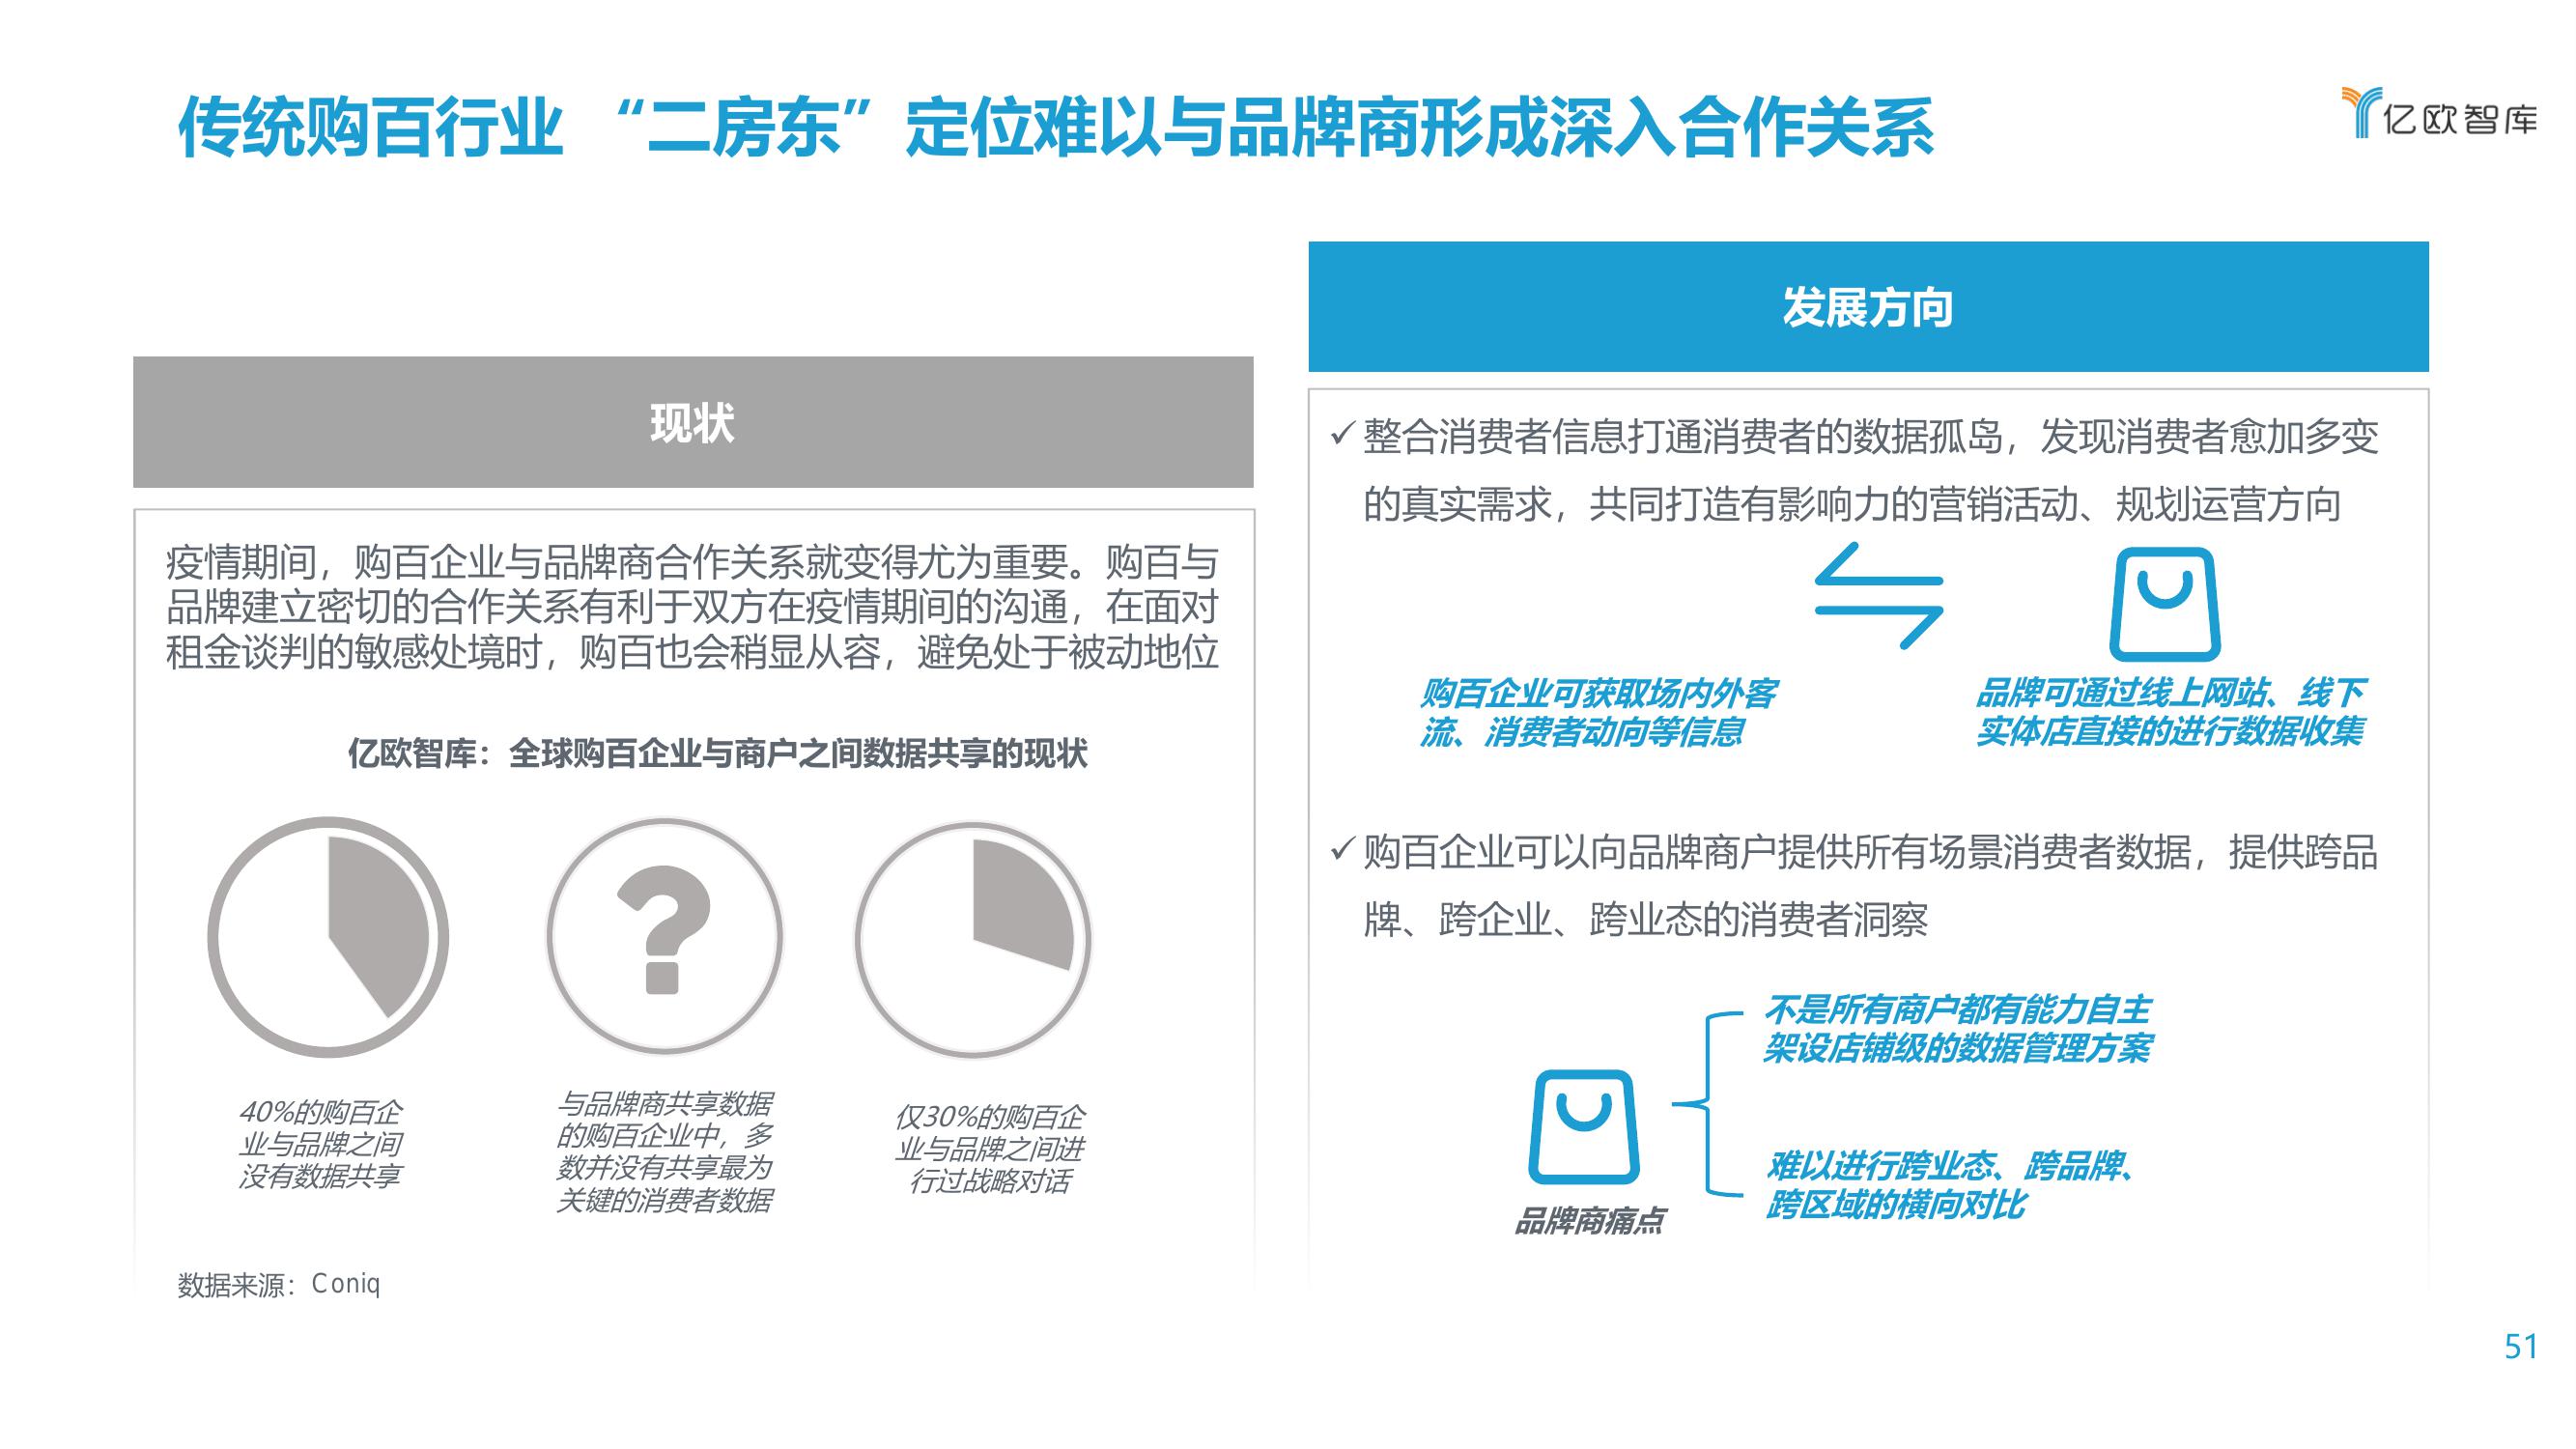 传统购百行业 “二房东”定位难以与品牌商形成深入合作关系
亿欧智库
现状
疫情期间，购百企业与品牌商合作关系就变得尤为重要。购百与
品牌建立密切的合作关系有利于双方在疫情期间的沟通，在面对
租金谈判的敏感处境时，购百也会稍显从容，避免处于被动地位
亿欧智库：全球购百企业与商户之间数据共享的现状
?
40%的购百企
业与品牌之间
没有数据共享
与品牌商共享数据
的购百企业中，多
数并没有共享最为
关键的消费者数据
仅30%的购百企
业与品牌之间进
行过战略对话
数据来源：Coniq
发展方向
✓整合消费者信息打通消费者的数据孤岛，发现消费者愈加多变
的真实需求，共同打造有影响力的营销活动、规划运营方向
购百企业可获取场内外客
流、消费者动向等信息
品牌可通过线上网站、线下
实体店直接的进行数据收集
✓购百企业可以向品牌商户提供所有场景消费者数据，提供跨品
牌、跨企业、跨业态的消费者洞察
品牌商痛点
不是所有商户都有能力自主
架设店铺级的数据管理方案
难以进行跨业态、跨品牌、
跨区域的横向对比
51